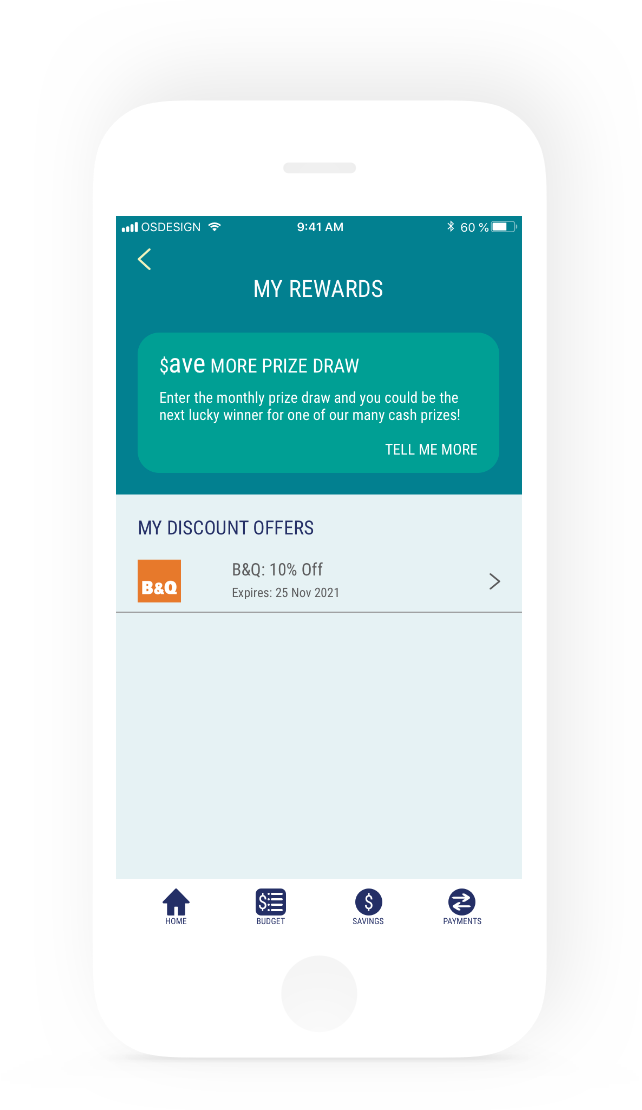 OSDESIGN 9:41 AM 60 %
MY REWARDS
$ave MORE PRIZE DRAW
Enter the monthly prize draw and you could be the
next lucky winner for one of our many cash prizes!
TELL ME MORE
MY DISCOUNT OFFERS
B&Q
B&Q: 10% Off
Expires: 25 Nov 2021
$ $
HOME BUDGET SAVINGS PAYMENTS